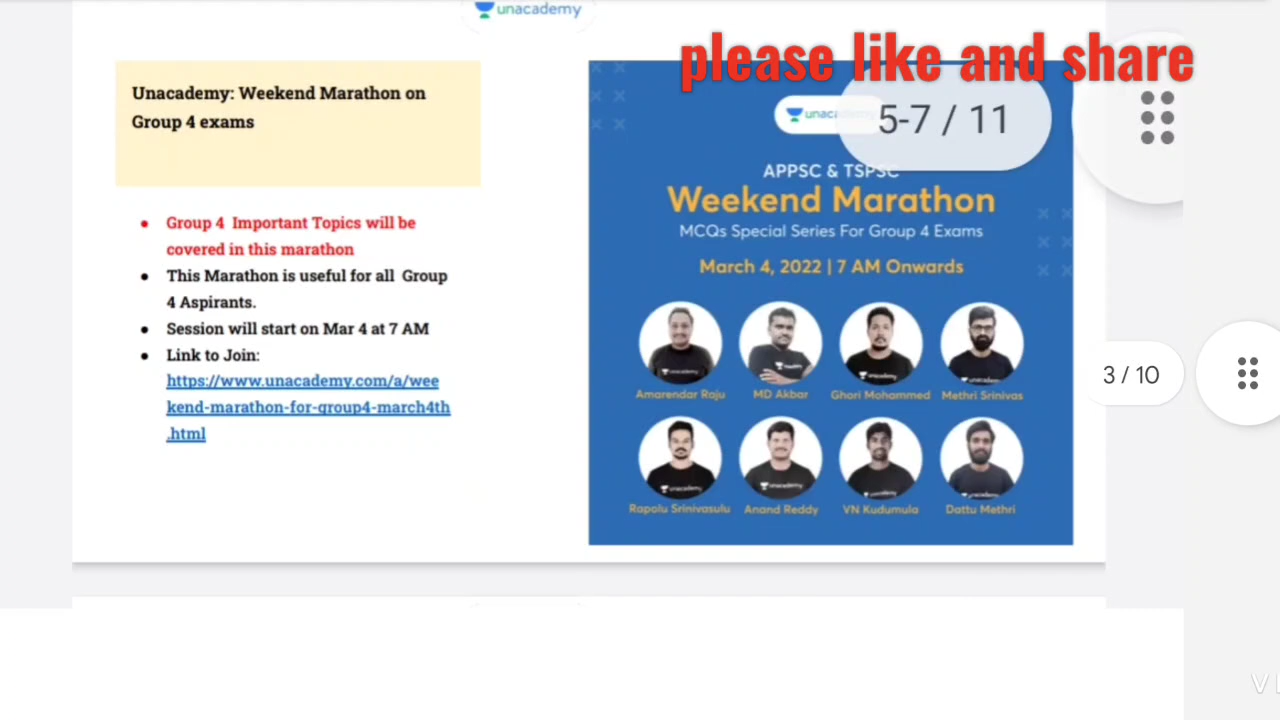 unacademy
please like and share
Unacademy: Weekend Marathon on
Group 4 exams
• Group 4 Important Topics will be
covered in this marathon
• This Marathon is useful for all Group
4 Aspirants.
• Session will start on Mar 4 at 7 AM
• Link to Join:
https://www.unacademy.com/a/wee
kend-marathon-for-group4-march4th
.html
5-7 / 11
APPSC & TSPSC
Weekend Marathon
MCQs Special Series For Group 4 Exams
March 4, 2022 | 7 AM Onwards
Amarendar Raju MD Akbar Ghori Mohammed Methri Srinivas
Rapolu Srinivasulu Anand Reddy VN Kudumula Dattu Methri
3 / 10